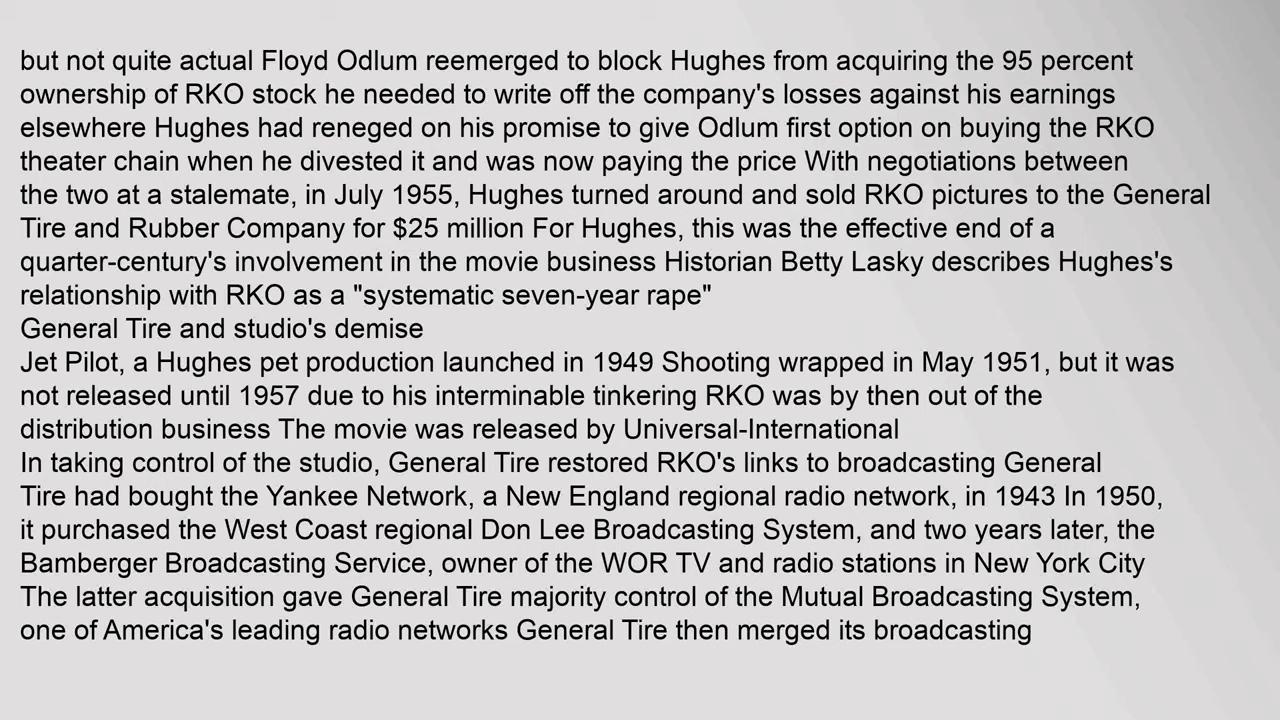 but not quite actual Floyd Odlum reemerged to block Hughes from acquiring the 95 percent
ownership of RKO stock he needed to write off the company's losses against his earnings
elsewhere Hughes had reneged on his promise to give Odlum first option on buying the RKO
theater chain when he divested it and was now paying the price With negotiations between
the two at a stalemate, in July 1955, Hughes turned around and sold RKO pictures to the General
Tire and Rubber Company for $25 million For Hughes, this was the effective end of a
quarter-century's involvement in the movie business Historian Betty Lasky describes Hughes's
relationship with RKO as a "systematic seven-year rape"
General Tire and studio's demise
Jet Pilot, a Hughes pet production launched in 1949 Shooting wrapped in May 1951, but it was
not released until 1957 due to his interminable tinkering RKO was by then out of the
distribution business The movie was released by Universal-International
In taking control of the studio, General Tire restored RKO's links to broadcasting General
Tire had bought the Yankee Network, a New England regional radio network, in 1943 In 1950,
it purchased the West Coast regional Don Lee Broadcasting System, and two years later, the
Bamberger Broadcasting Service, owner of the WOR TV and radio stations in New York City
The latter acquisition gave General Tire majority control of the Mutual Broadcasting System,
one of America's leading radio networks General Tire then merged its broadcasting